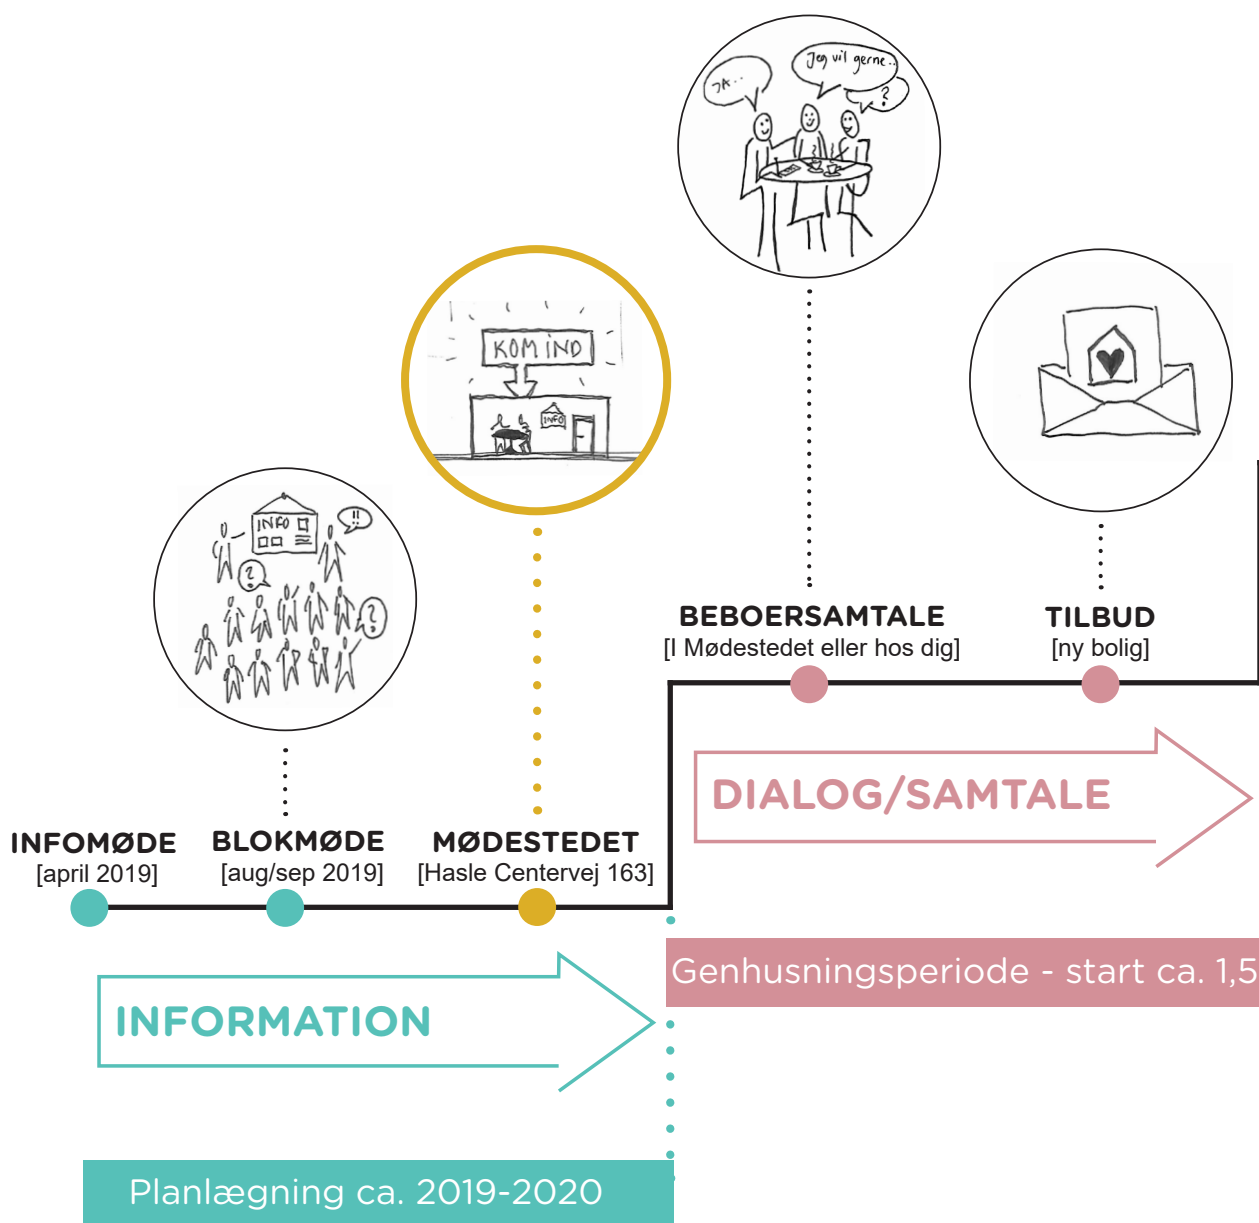 JA..
Jeg vil gerne..
?
KOM IND
INFO
INFO
!!
?
?
BEBOERSAMTALE
[I Mødestedet eller hos dig]
TILBUD
[ny bolig]
DIALOG/SAMTALE
INFOMØDE
[april 2019]
BLOKMØDE
[aug/sep 2019]
MØDESTEDET
[Hasle Centervej 163]
Genhusningsperiode - start ca. 1,5
INFORMATION
Planlægning ca. 2019-2020